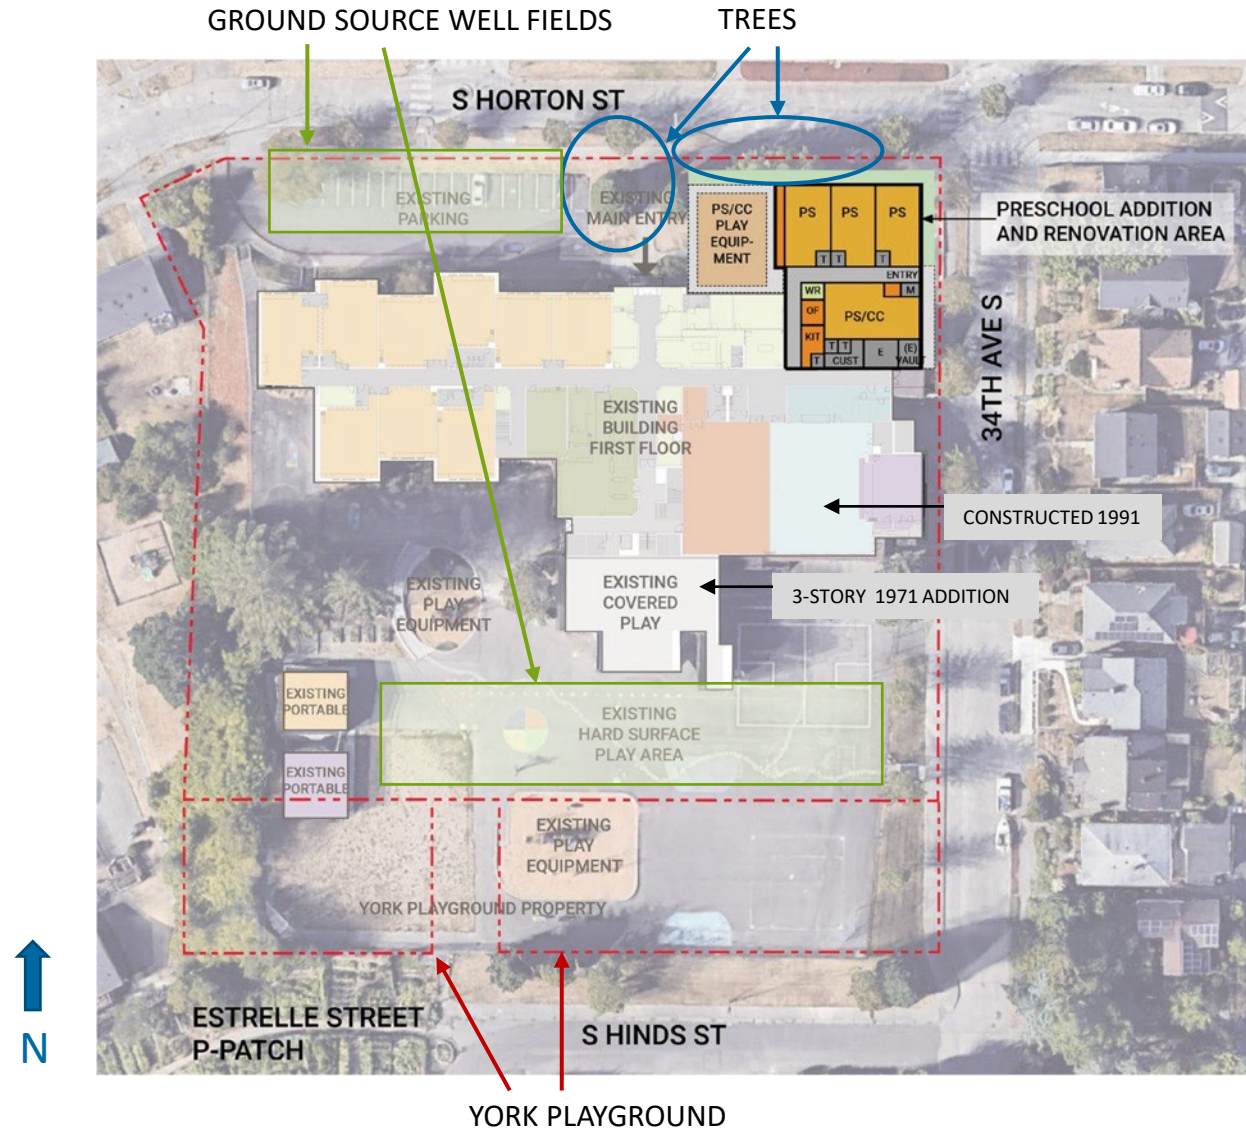 GROUND SOURCE WELL FIELDS
TREES
S HORTON ST
EXISTING
PARKING
EXISTING
MAIN ENTRY
PS/CC
PLAY
EQUIP-
MENT
PS
PS
PS
T
T
T
PRESCHOOL ADDITION
AND RENOVATION AREA
ENTRY
WR
M
OF
PS/CC
KIT
T
T
T
CUST
E
(E)
VAULT
34TH AVE S
EXISTING
BUILDING
FIRST FLOOR
CONSTRUCTED 1991
EXISTING
PLAY
EQUIPMENT
EXISTING
COVERED
PLAY
3-STORY 1971 ADDITION
EXISTING
PORTABLE
EXISTING
HARD SURFACE
PLAY AREA
EXISTING
PORTABLE
EXISTING
PLAY
EQUIPMENT
YORK PLAYGROUND PROPERTY
N
ESTRELLE STREET
P-PATCH
S HINDS ST
YORK PLAYGROUND